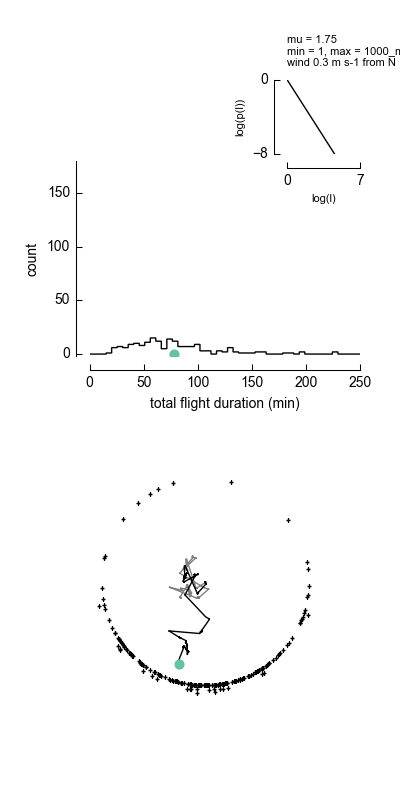 mu = 1.75
min = 1, max = 1000_m
wind 0.3 m s-1 from N
0
log(p(l))
−8
0 7
log(l)
150
100
count
50
0
0 50 100 150 200 250
total flight duration (min)